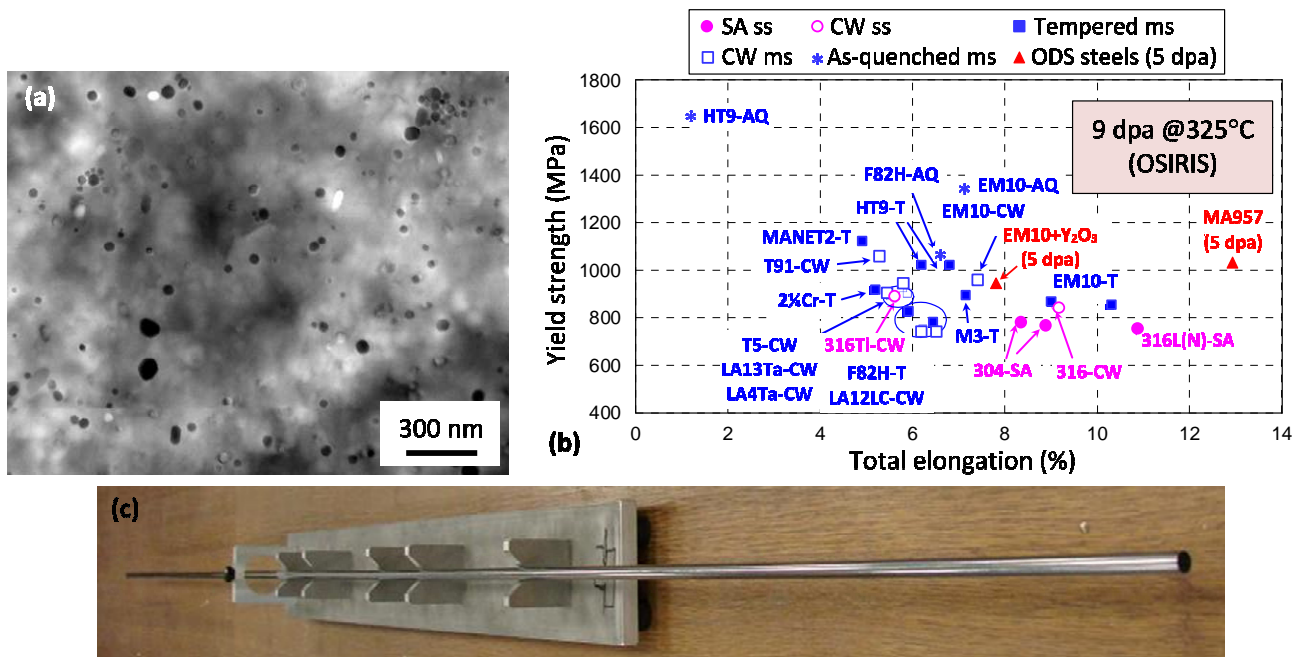 (a)
300 nm
SA ss
CW ss
Tempered ms
CW ms
As-quenched ms
ODS steels (5 dpa)
Yield strength (MPa)
1800
1600
1400
1200
1000
800
600
400
9 dpa @325°C
(OSIRIS)
HT9-AQ
F82H-AQ
EM10-AQ
HT9-T
EM10-CW
MA957
(5 dpa)
MANET2-T
EM10+Y₂O₃
(5 dpa)
T91-CW
EM10-T
2¼Cr-T
M3-T
T5-CW
316Ti-CW
316L(N)-SA
LA13Ta-CW
F82H-T
304-SA
316-CW
LA4Ta-CW
LA12LC-CW
(b)
0 2 4 6 8 10 12 14
Total elongation (%)
(c)